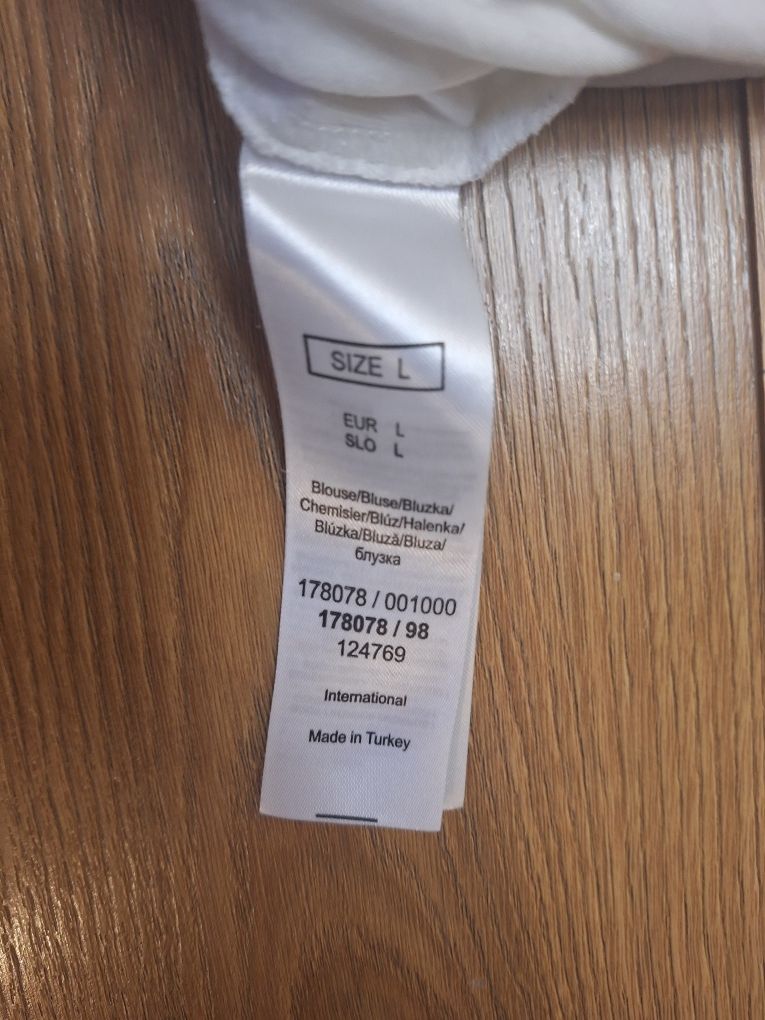 SIZE L
EUR L
SLO L
Blouse/Bluse/Bluzka/
Chemisier/Blúz/Halenka/
Blúzka/Bluză/Bluza/
блузка
178078 / 001000
178078 / 98
124769
International
Made in Turkey